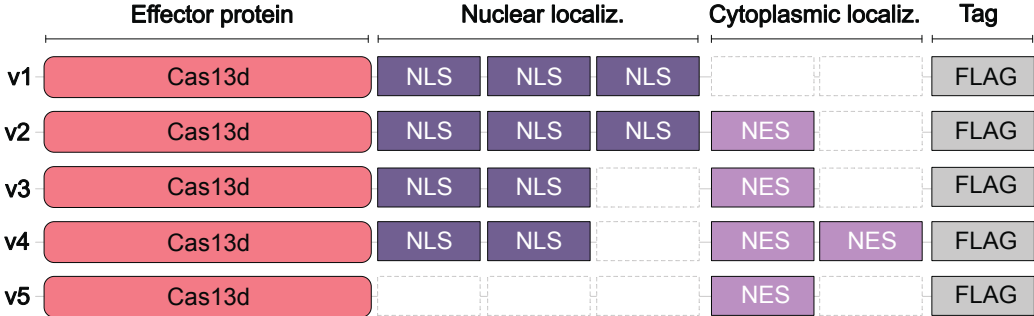 Effector protein Nuclear localiz. Cytoplasmic localiz. Tag
v1 Cas13d NLS NLS NLS FLAG
v2 Cas13d NLS NLS NLS NES FLAG
v3 Cas13d NLS NLS NES FLAG
v4 Cas13d NLS NLS NES NES FLAG
v5 Cas13d NES FLAG